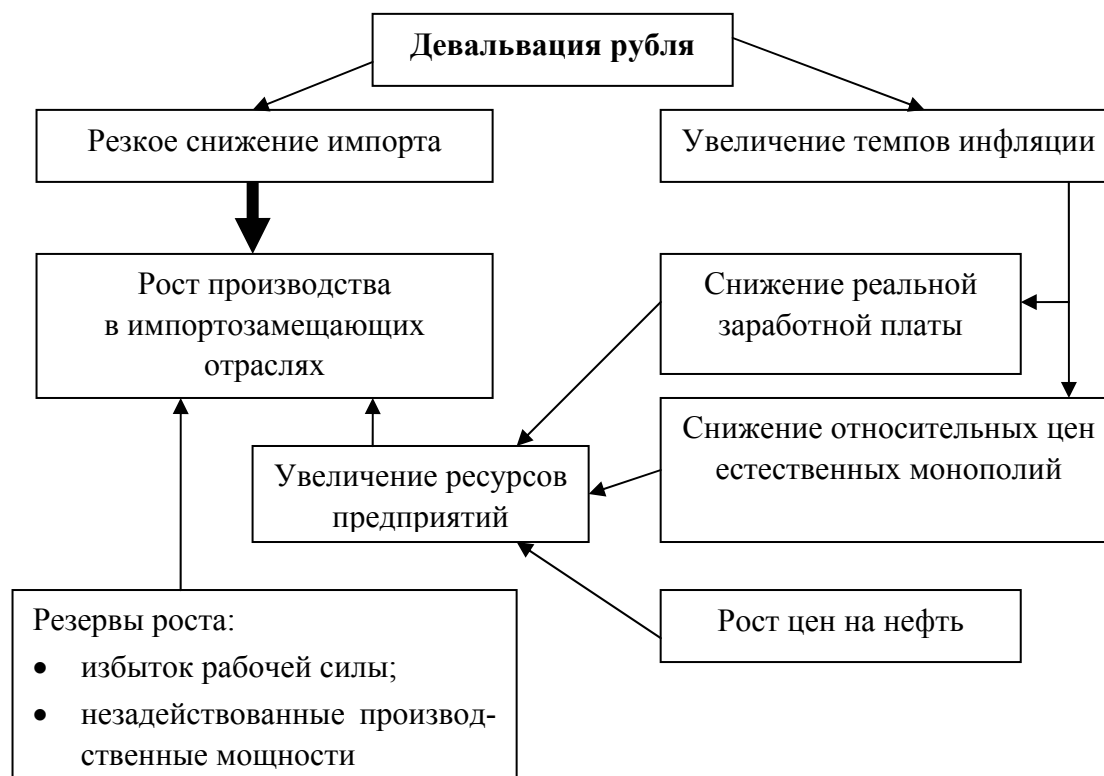 Девальвация рубля
Резкое снижение импорта
Увеличение темпов инфляции
Рост производства
в импортозамещающих
отраслях
Снижение реальной
заработной платы
Снижение относительных цен
естественных монополий
Увеличение ресурсов
предприятий
Рост цен на нефть
Резервы роста:
• избыток рабочей силы;
• незадействованные производ-
ственные мощности